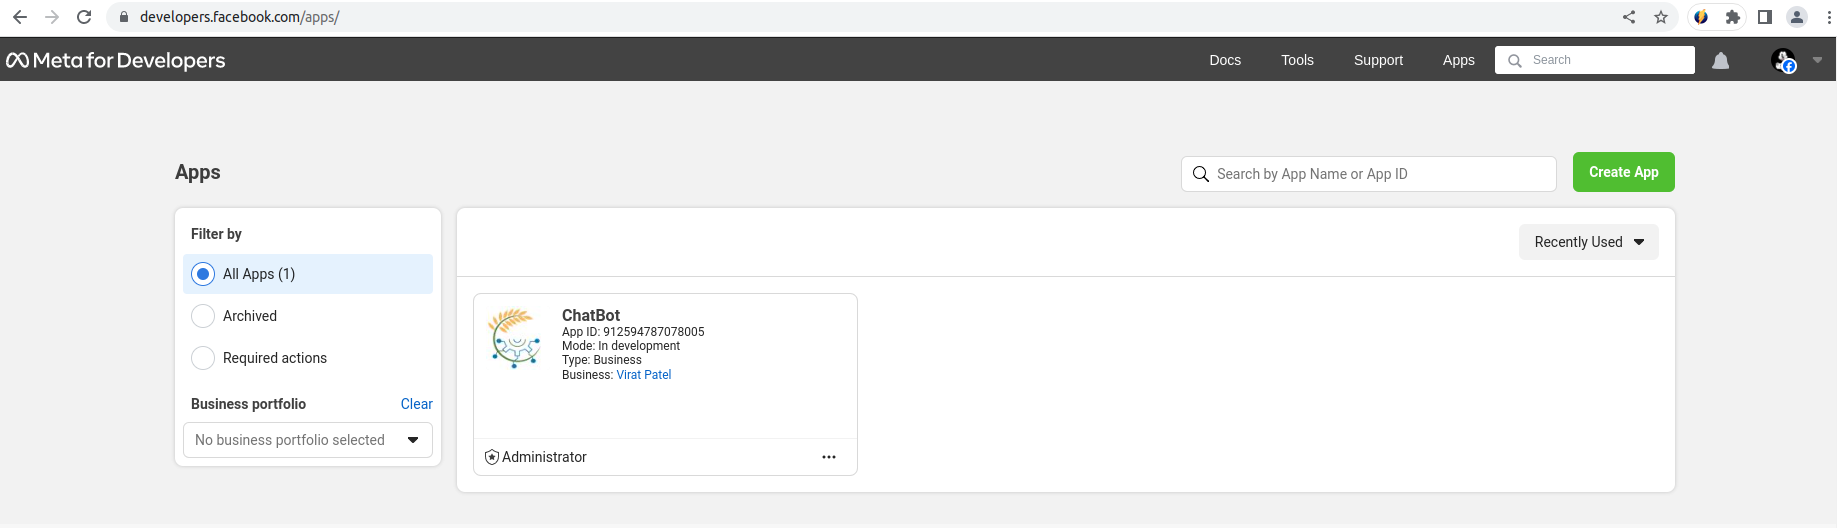 developers.facebook.com/apps/
Meta for Developers
Docs Tools Support Apps Search
Apps
Search by App Name or App ID
Create App
Filter by
All Apps (1)
Archived
Required actions
Business portfolio Clear
No business portfolio selected
Recently Used
ChatBot
App ID: 912594787078005
Mode: In development
Type: Business
Business: Virat Patel
Administrator